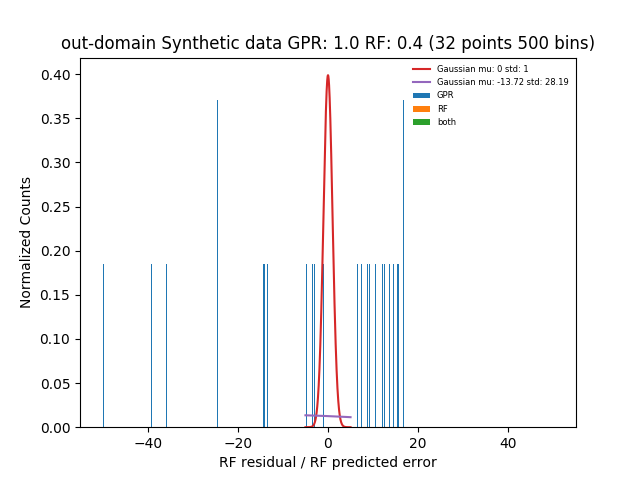 out-domain Synthetic data GPR: 1.0 RF: 0.4 (32 points 500 bins)
Gaussian mu: 0 std: 1
Gaussian mu: -13.72 std: 28.19
GPR
RF
both
Normalized Counts
0.40
0.35
0.30
0.25
0.20
0.15
0.10
0.05
0.00
−40 −20 0 20 40
RF residual / RF predicted error